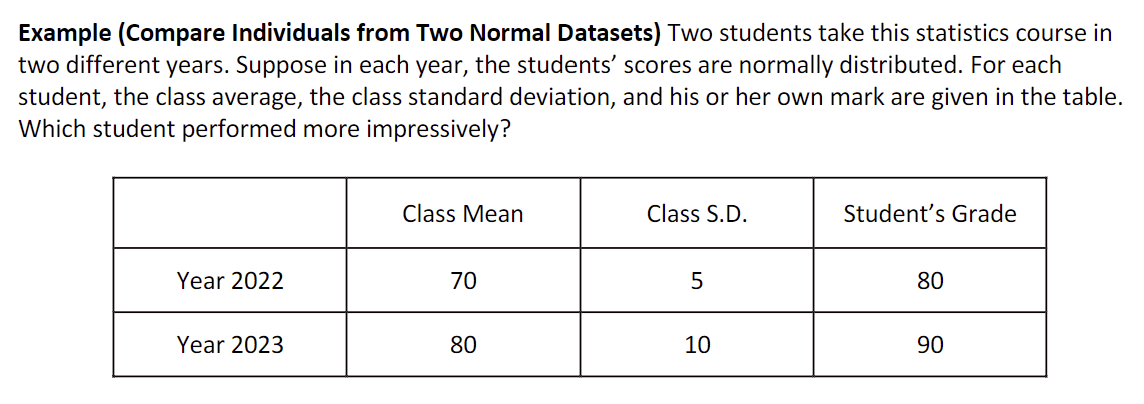 Example (Compare Individuals from Two Normal Datasets) Two students take this statistics course in
two different years. Suppose in each year, the students’ scores are normally distributed. For each
student, the class average, the class standard deviation, and his or her own mark are given in the table.
Which student performed more impressively?
Class Mean Class S.D. Student’s Grade
Year 2022 70 5 80
Year 2023 80 10 90